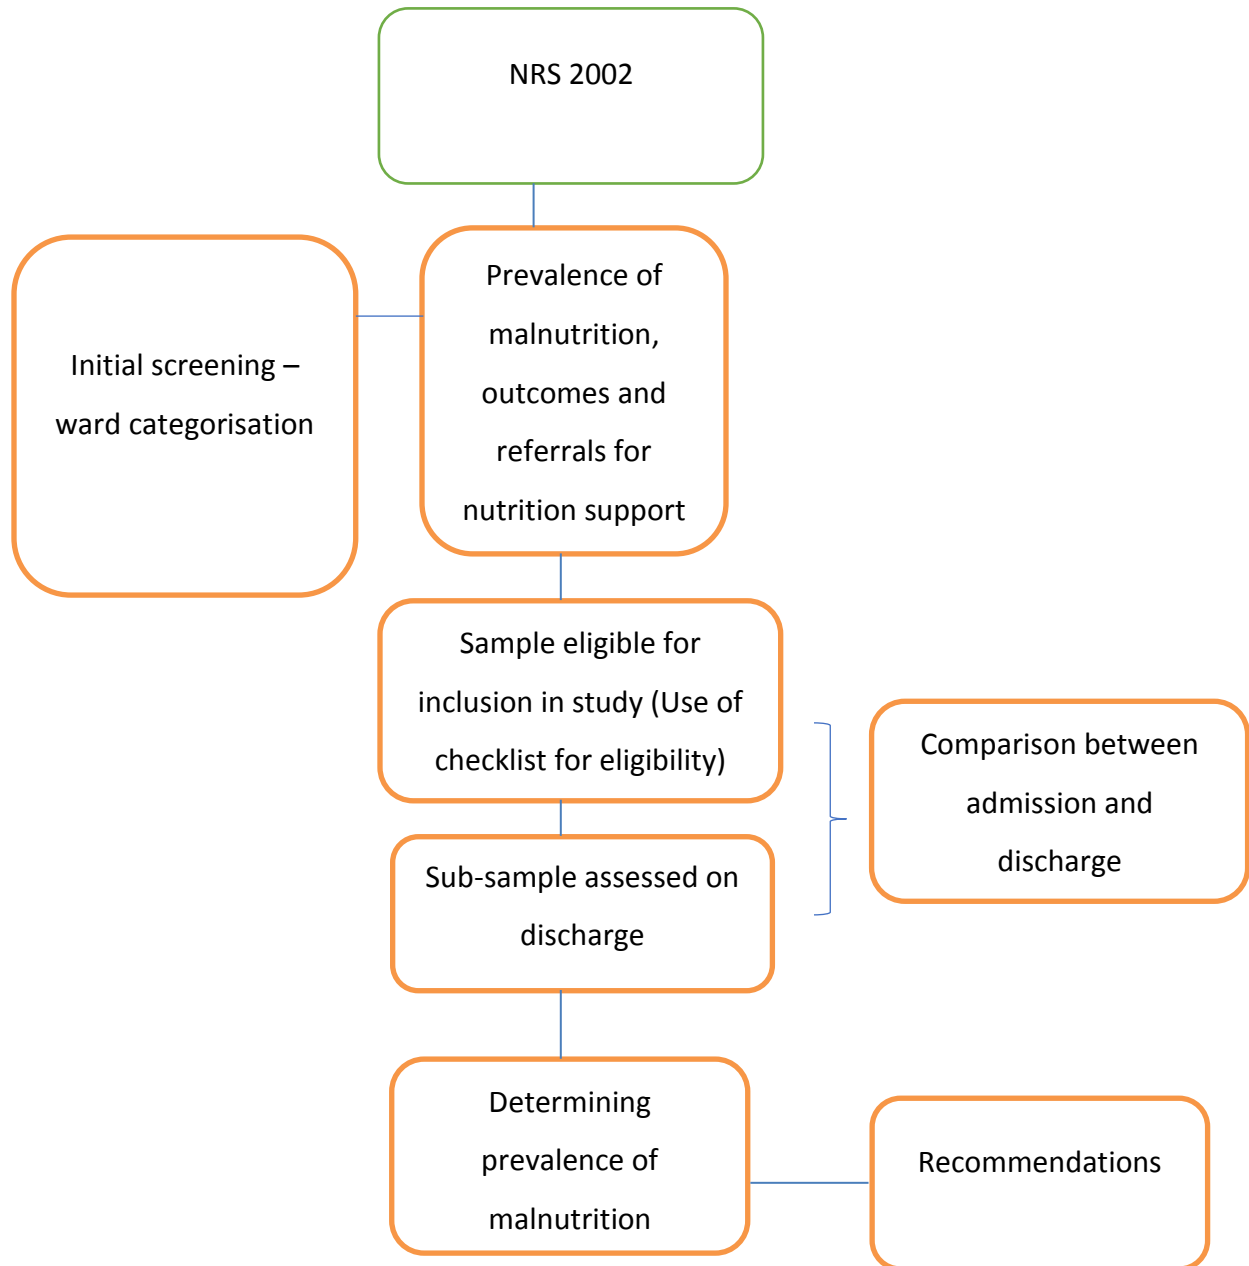 NRS 2002
Initial screening –
ward categorisation
Prevalence of
malnutrition,
outcomes and
referrals for
nutrition support
Sample eligible for
inclusion in study (Use of
checklist for eligibility)
Comparison between
admission and
discharge
Sub-sample assessed on
discharge
Determining
prevalence of
malnutrition
Recommendations